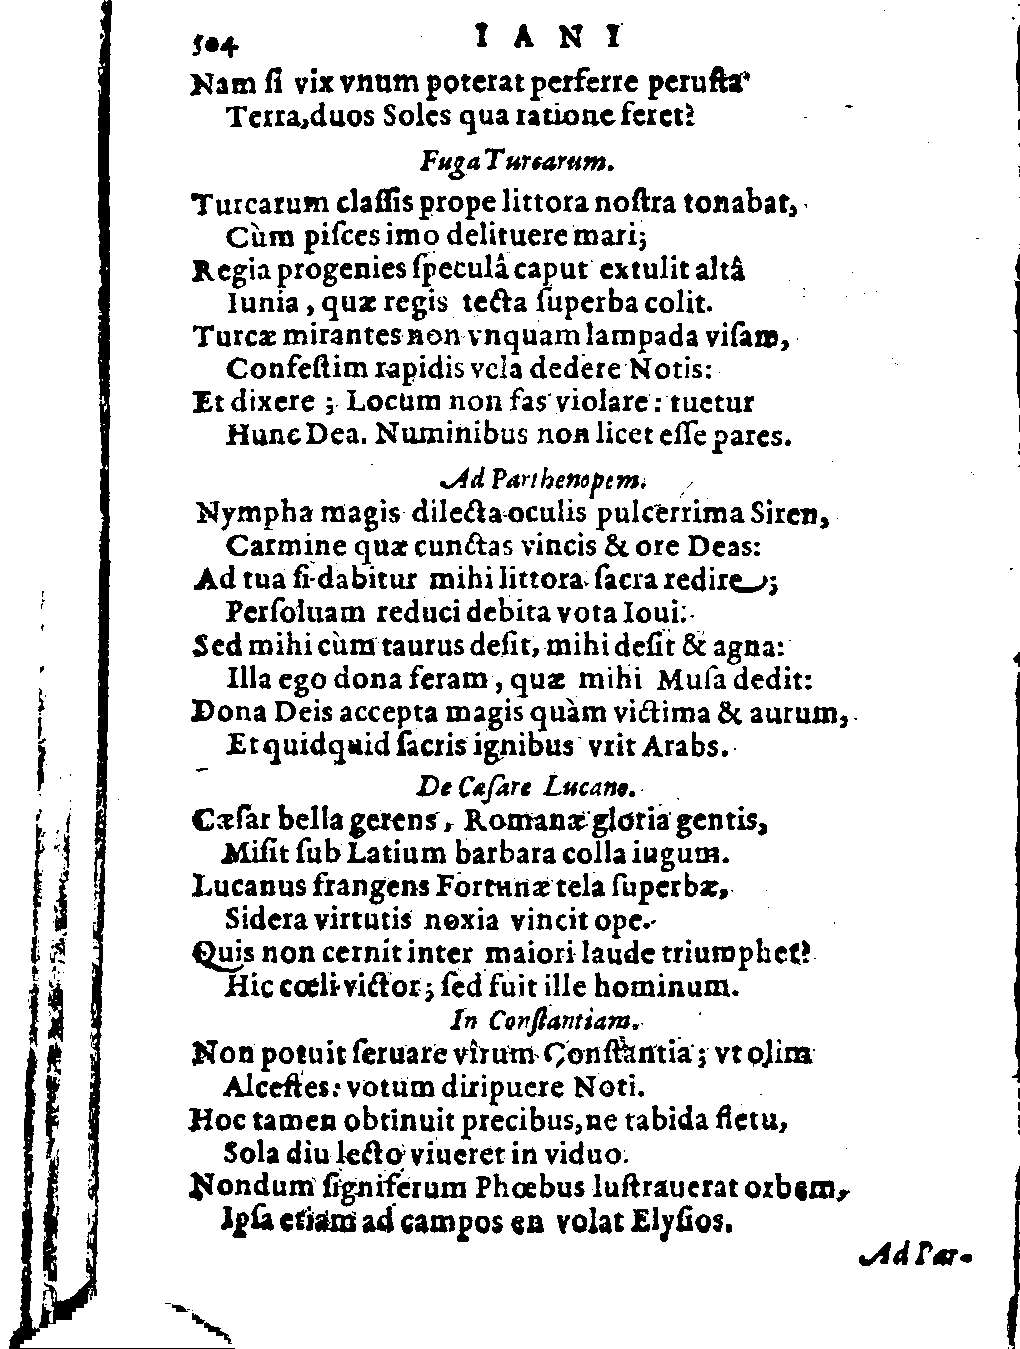 504 IANI
Nam ſi vix vnum poterat perferre peruſta
Terra, duos Soles qua ratione feret?
Fuga Turcarum.
Turcarum claſſis prope littora noſtra tonabat,
Cùm piſces imo delituere mari;
Regia progenies ſpeculâ caput extulit altâ
Iunia, quæ regis tecta ſuperba colit.
Turcæ mirantes non vnquam lampada viſam,
Confeſtim rapidis vela dedere Notis:
Et dixere ; Locum non fas violare : tuetur
Hunc Dea. Numinibus non licet eſſe pares.
Ad Parthenopem.
Nympha magis dilecta oculis pulcerrima Siren,
Carmine quæ cunctas vincis & ore Deas:
Ad tua ſi dabitur mihi littora ſacra redire;
Perſoluam reduci debita vota Ioui.
Sed mihi cùm taurus deſit, mihi deſit & agna:
Illa ego dona feram, quæ mihi Muſa dedit:
Dona Deis accepta magis quàm victima & aurum,
Et quidquid ſacris ignibus vrit Arabs.
De Cæſare Lucano.
Cæſar bella gerens, Romanæ gloria gentis,
Miſit ſub Latium barbara colla iugum.
Lucanus frangens Fortunæ tela ſuperbæ,
Sidera virtutis noxia vincit ope.
Quis non cernit inter maiori laude triumphet?
Hic cœli victor; ſed fuit ille hominum.
In Conſtantiam.
Non potuit ſeruare virum Conſtantia; vt olim
Alceſtes: votum diripuere Noti.
Hoc tamen obtinuit precibus, ne tabida fletu,
Sola diu lecto viueret in viduo.
Nondum ſigniferum Phœbus luſtrauerat orbem,
Ipſa etiam ad campos en volat Elyſios.
Ad Par-